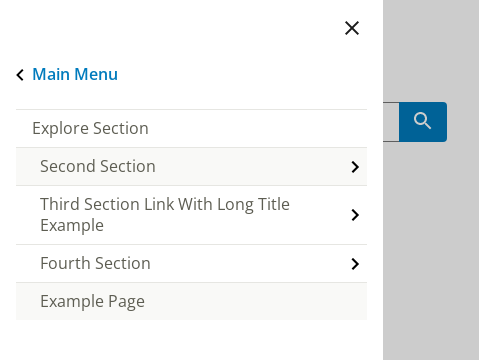 Main Menu
Explore Section
Second Section
Third Section Link With Long Title
Example
Fourth Section
Example Page